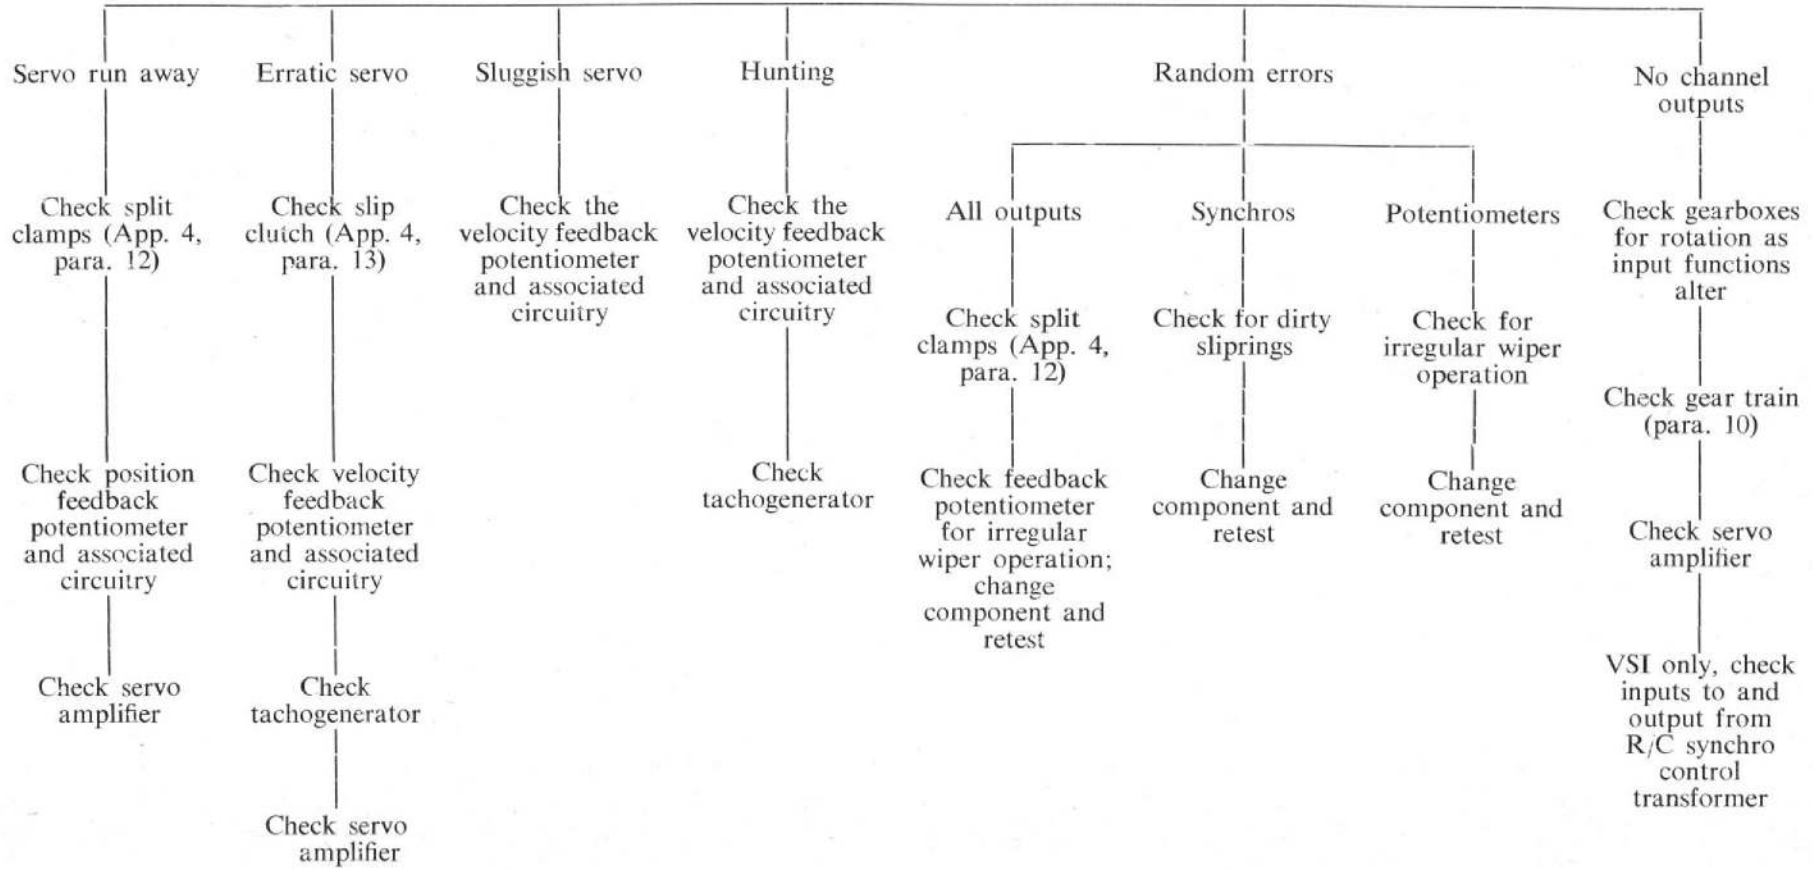 Servo run away
Check split
clamps (App. 4,
para. 12)
Check position
feedback
potentiometer
and associated
circuitry
Check servo
amplifier
Erratic servo
Check slip
clutch (App. 4,
para. 13)
Check velocity
feedback
potentiometer
and associated
circuitry
Check
tachogenerator
Check servo
amplifier
Sluggish servo
Check the
velocity feedback
potentiometer
and associated
circuitry
Hunting
Check the
velocity feedback
potentiometer
and associated
circuitry
Check
tachogenerator
Random errors
All outputs
Check split
clamps (App. 4,
para. 12)
Check feedback
potentiometer
for irregular
wiper operation;
change
component and
retest
Synchros
Check for dirty
sliprings
Change
component and
retest
Potentiometers
Check for
irregular wiper
operation
Change
component and
retest
No channel
outputs
Check gearboxes
for rotation as
input functions
alter
Check gear train
(para. 10)
Check servo
amplifier
VSI only, check
inputs to and
output from
R/C synchro
control
transformer